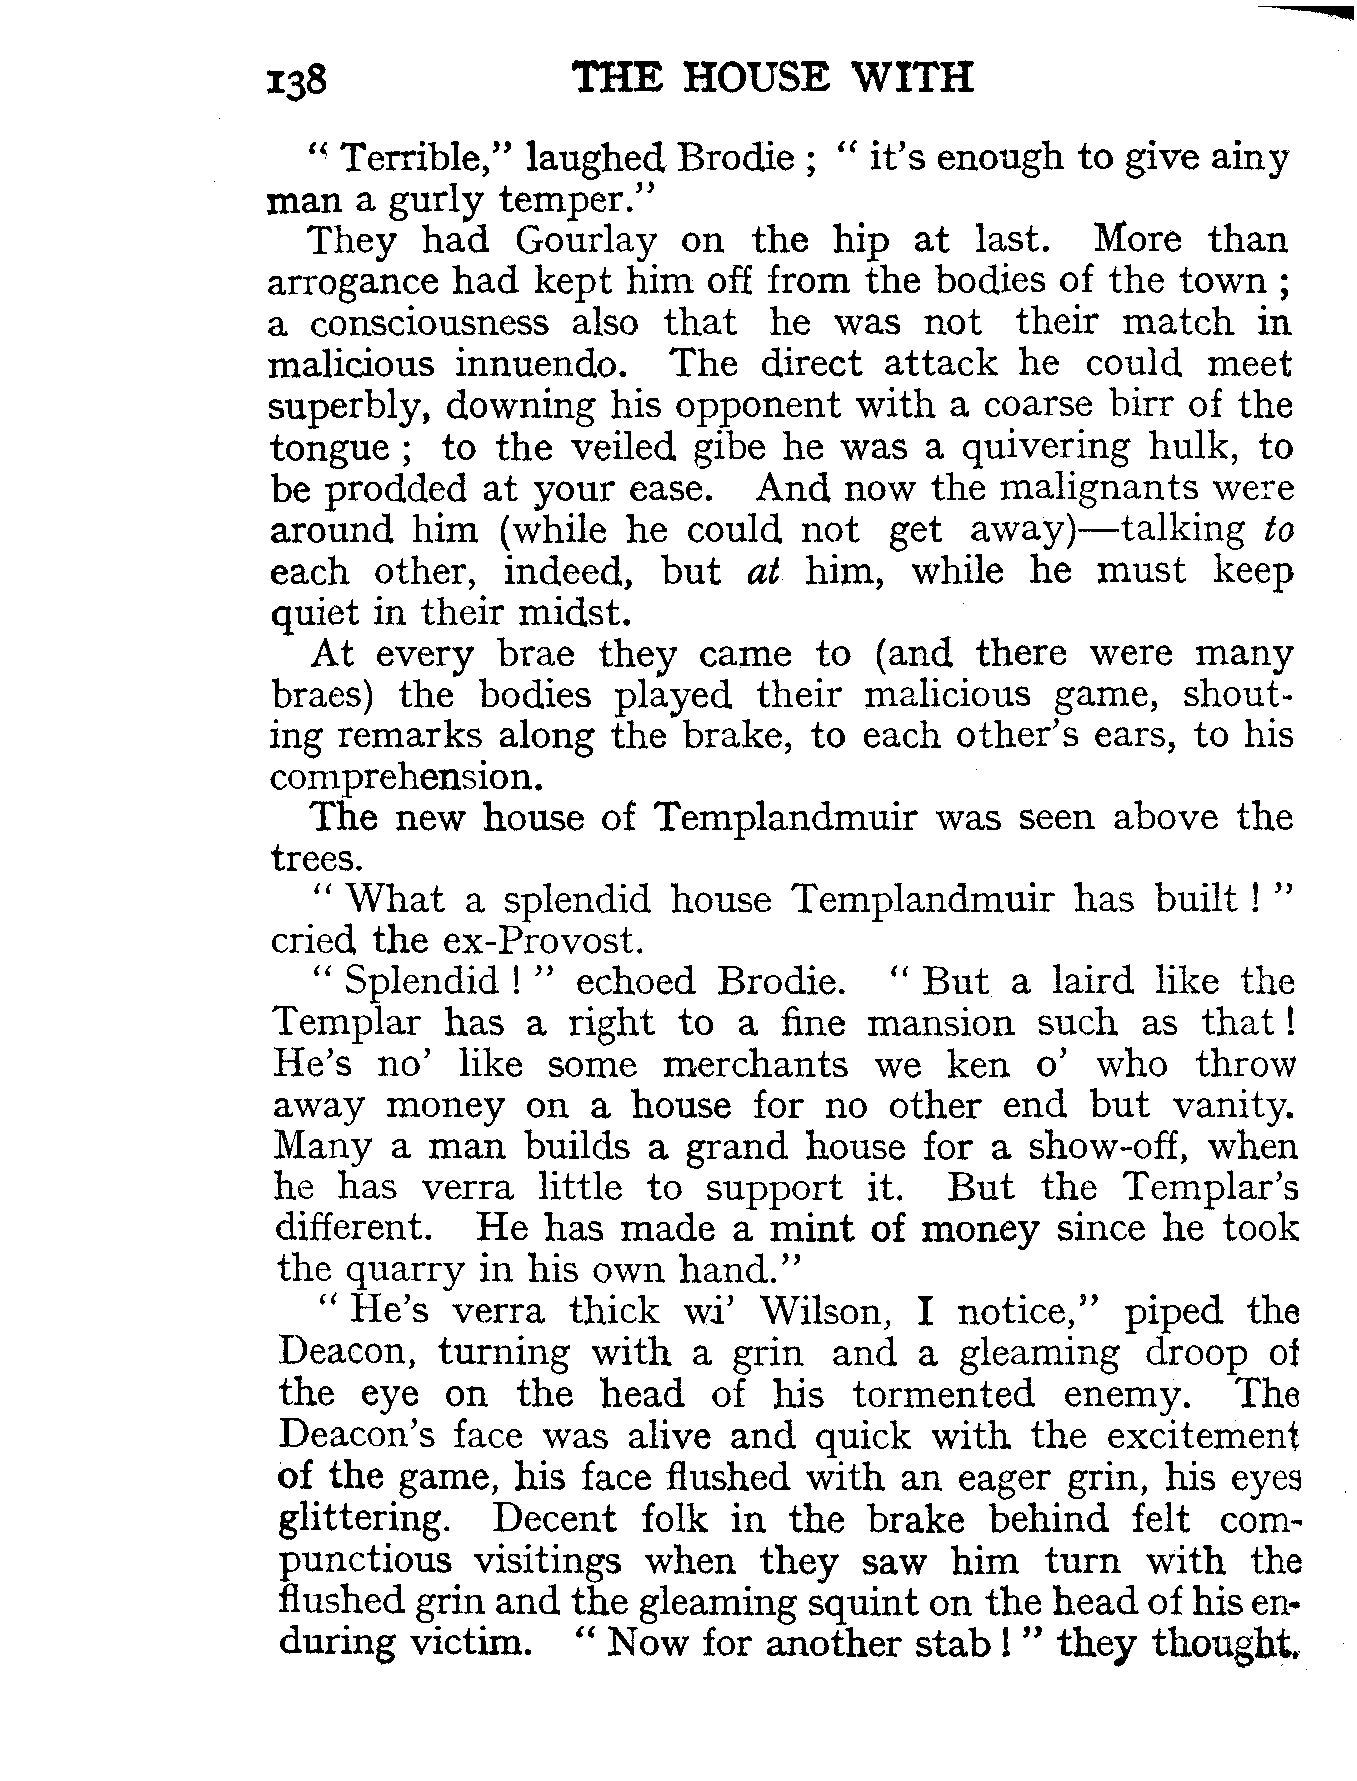 138 THE HOUSE WITH
“ Terrible,” laughed Brodie ; “ it’s enough to give ainy
man a gurly temper.”
They had Gourlay on the hip at last. More than
arrogance had kept him off from the bodies of the town ;
a consciousness also that he was not their match in
malicious innuendo. The direct attack he could meet
superbly, downing his opponent with a coarse birr of the
tongue ; to the veiled gibe he was a quivering hulk, to
be prodded at your ease. And now the malignants were
around him (while he could not get away)—talking to
each other, indeed, but at him, while he must keep
quiet in their midst.
At every brae they came to (and there were many
braes) the bodies played their malicious game, shout-
ing remarks along the brake, to each other’s ears, to his
comprehension.
The new house of Templandmuir was seen above the
trees.
“ What a splendid house Templandmuir has built ! ”
cried the ex-Provost.
“ Splendid ! ” echoed Brodie. “ But a laird like the
Templar has a right to a fine mansion such as that !
He’s no’ like some merchants we ken o’ who throw
away money on a house for no other end but vanity.
Many a man builds a grand house for a show-off, when
he has verra little to support it. But the Templar’s
different. He has made a mint of money since he took
the quarry in his own hand.”
“ He’s verra thick wi’ Wilson, I notice,” piped the
Deacon, turning with a grin and a gleaming droop of
the eye on the head of his tormented enemy. The
Deacon’s face was alive and quick with the excitement
of the game, his face flushed with an eager grin, his eyes
glittering. Decent folk in the brake behind felt com-
punctious visitings when they saw him turn with the
flushed grin and the gleaming squint on the head of his en-
during victim. “ Now for another stab ! ” they thought.